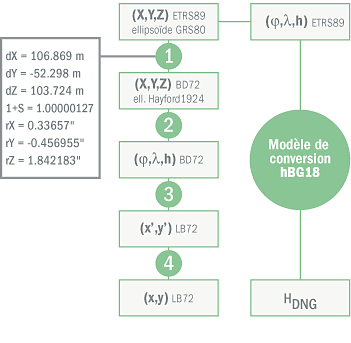 (X,Y,Z) ETRS89
ellipsoïde GRS80
(φ,λ,h) ETRS89
1
dX = 106.869 m
dY = -52.298 m
dZ = 103.724 m
1+S = 1.00000127
rX = 0.33657"
rY = -0.456955"
rZ = 1.842183"
(X,Y,Z) BD72
ell. Hayford1924
2
(φ,λ,h) BD72
Modèle de
conversion
hBG18
3
(x',y') LB72
4
(x,y) LB72
HDNG